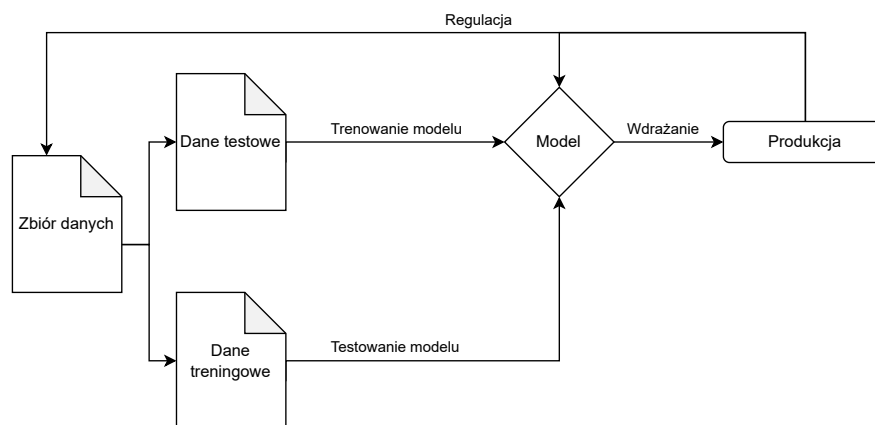 Regulacja
Dane testowe
Trenowanie modelu
Model
Wdrażanie
Produkcja
Zbiór danych
Dane
treningowe
Testowanie modelu